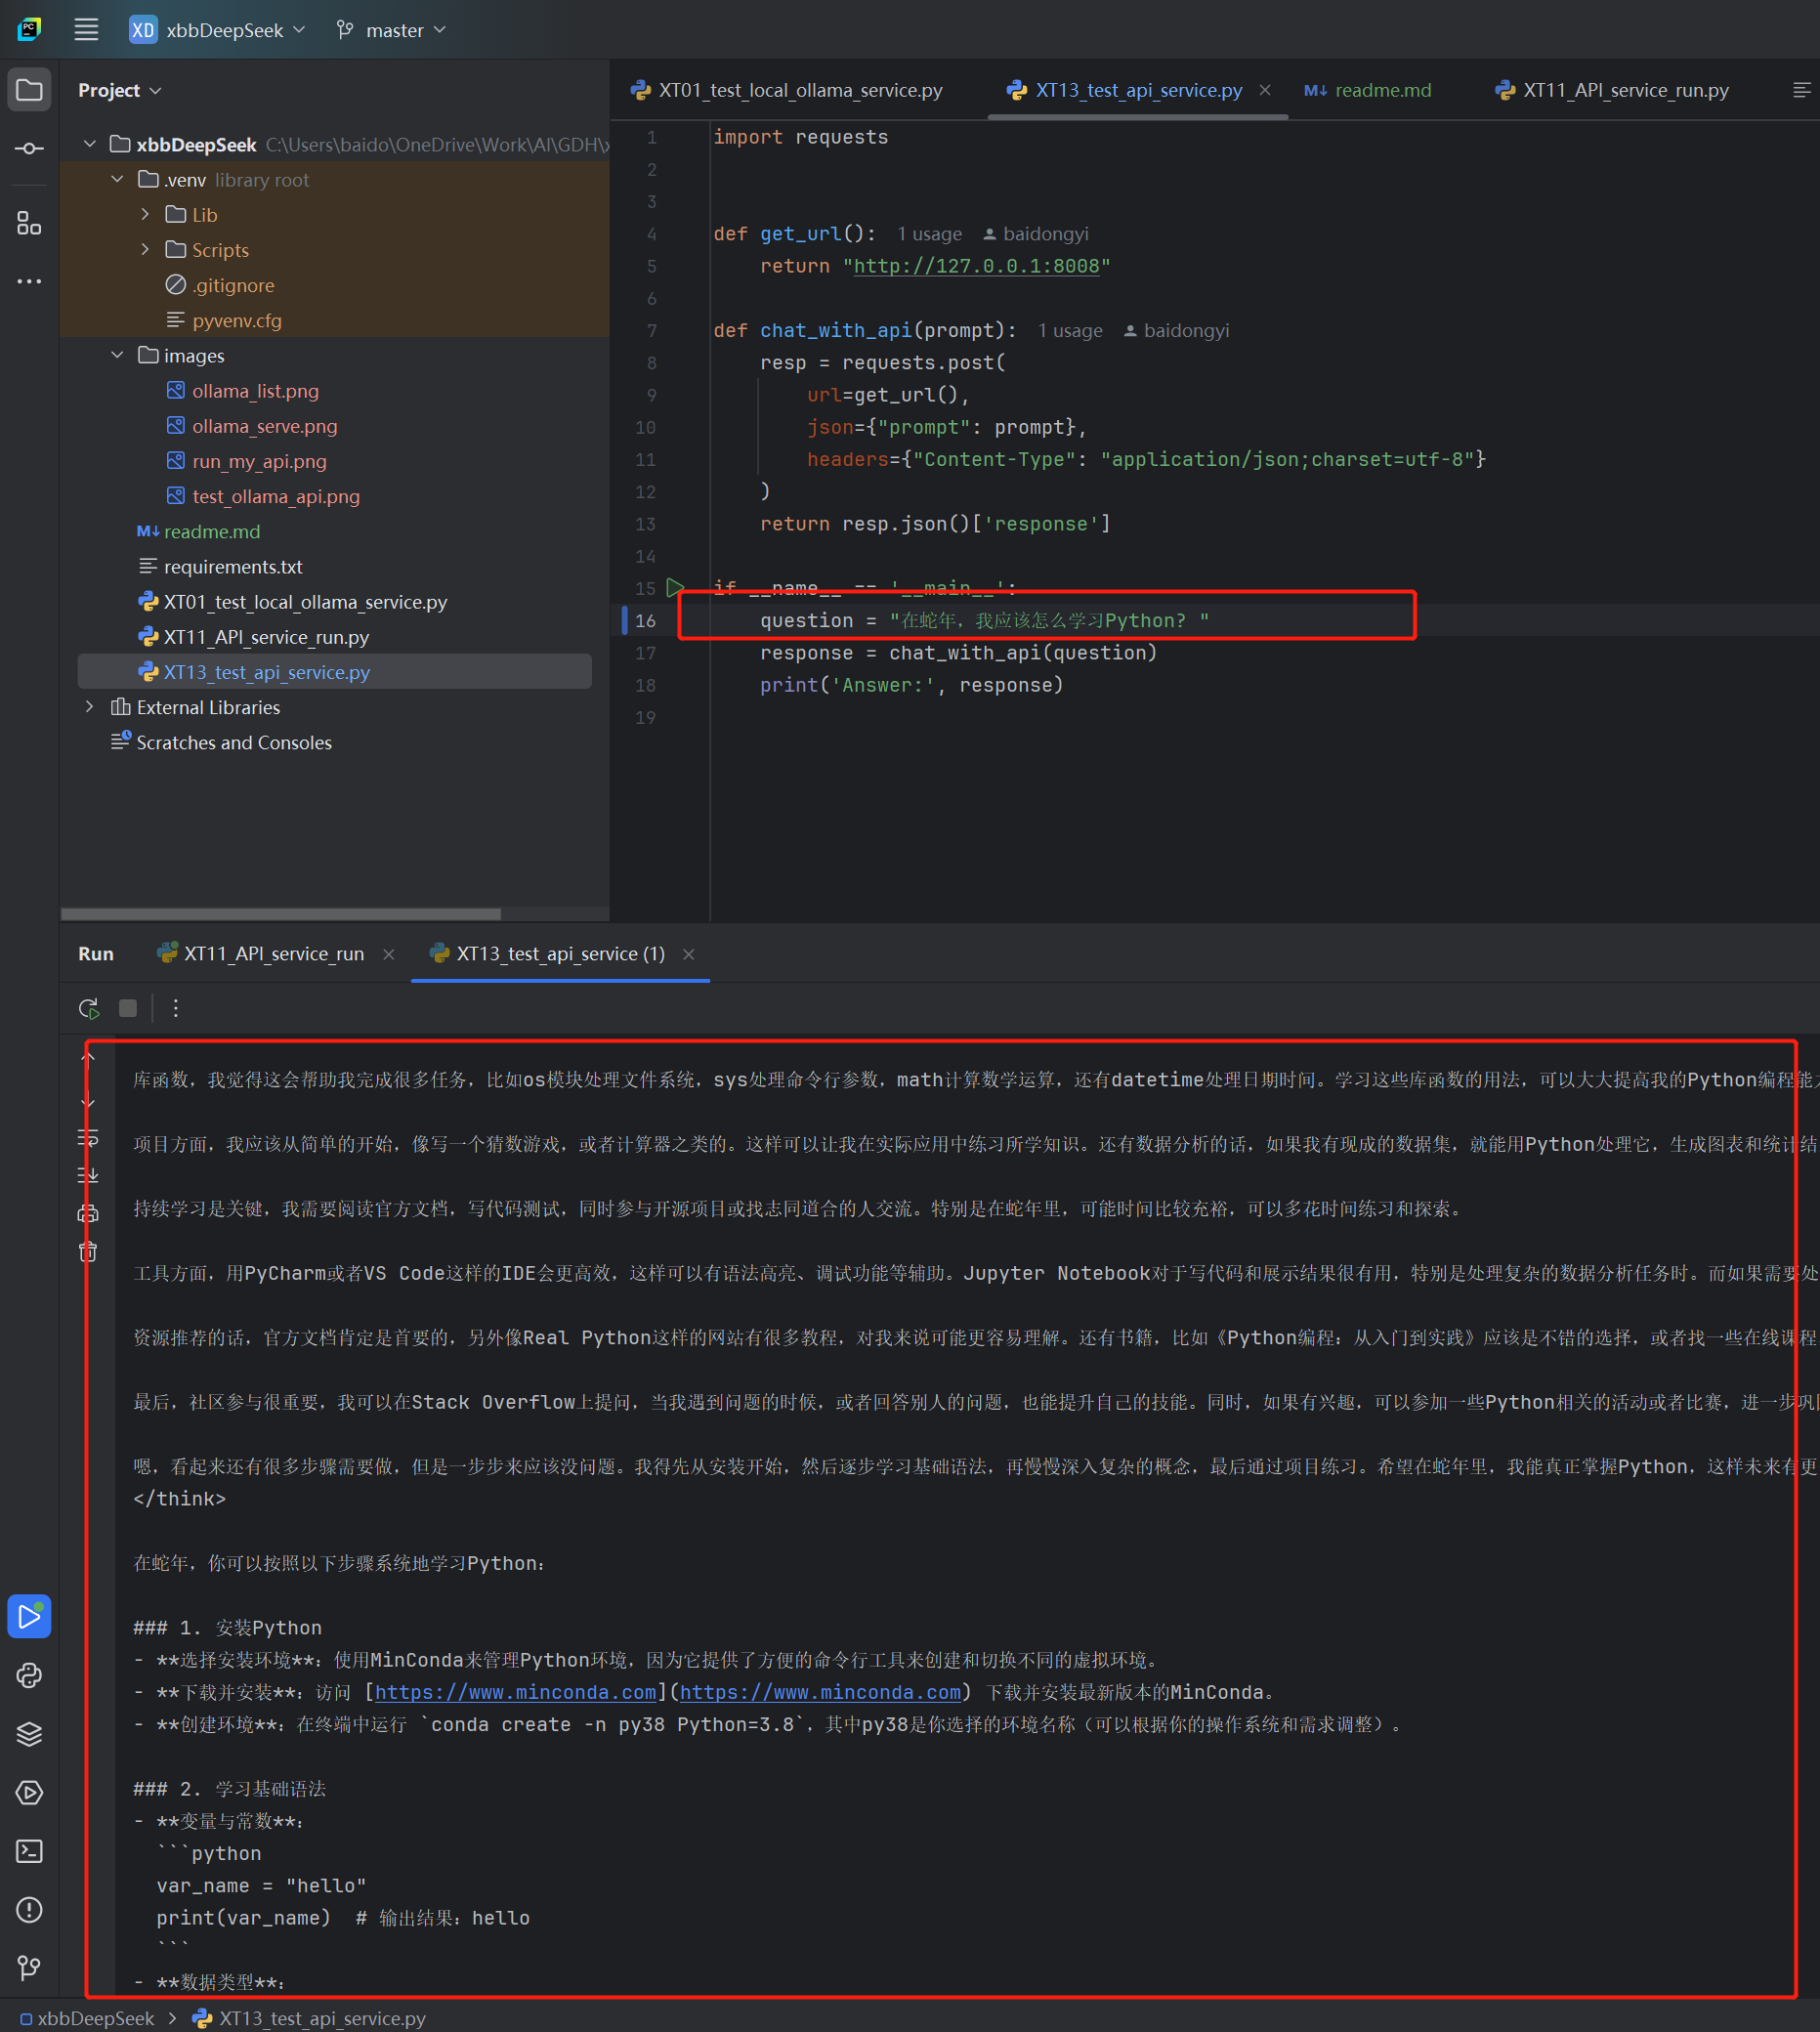 PC
XD xbbDeepSeek master
Project
xbbDeepSeek C:\Users\baido\OneDrive\Work\AI\GDH\
.venv library root
Lib
Scripts
.gitignore
pyvenv.cfg
images
ollama_list.png
ollama_serve.png
run_my_api.png
test_ollama_api.png
M↓ readme.md
requirements.txt
XT01_test_local_ollama_service.py
XT11_API_service_run.py
XT13_test_api_service.py
External Libraries
Scratches and Consoles
XT01_test_local_ollama_service.py XT13_test_api_service.py M↓ readme.md XT11_API_service_run.py
1 import requests
2
3
4 def get_url(): 1 usage baidongyi
5 return "http://127.0.0.1:8008"
6
7 def chat_with_api(prompt): 1 usage baidongyi
8 resp = requests.post(
9 url=get_url(),
10 json={"prompt": prompt},
11 headers={"Content-Type": "application/json;charset=utf-8"}
12 )
13 return resp.json()['response']
14
15 if __name__ == '__main__':
16 question = "在蛇年，我应该怎么学习Python? "
17 response = chat_with_api(question)
18 print('Answer:', response)
19
Run XT11_API_service_run XT13_test_api_service (1)
库函数，我觉得这会帮助我完成很多任务，比如os模块处理文件系统，sys处理命令行参数，math计算数学运算，还有datetime处理日期时间。学习这些库函数的用法，可以大大提高我的Python编程能
项目方面，我应该从简单的开始，像写一个猜数游戏，或者计算器之类的。这样可以让我在实际应用中练习所学知识。还有数据分析的话，如果我有现成的数据集，就能用Python处理它，生成图表和统计结
持续学习是关键，我需要阅读官方文档，写代码测试，同时参与开源项目或找志同道合的人交流。特别是在蛇年里，可能时间比较充裕，可以多花时间练习和探索。
工具方面，用PyCharm或者VS Code这样的IDE会更高效，这样可以有语法高亮、调试功能等辅助。Jupyter Notebook对于写代码和展示结果很有用，特别是处理复杂的数据分析任务时。而如果需要处
资源推荐的话，官方文档肯定是首要的，另外像Real Python这样的网站有很多教程，对我来说可能更容易理解。还有书籍，比如《Python编程：从入门到实践》应该是不错的选择，或者找一些在线课程
最后，社区参与很重要，我可以在Stack Overflow上提问，当我遇到问题的时候，或者回答别人的问题，也能提升自己的技能。同时，如果有兴趣，可以参加一些Python相关的活动或者比赛，进一步巩
嗯，看起来还有很多步骤需要做，但是一步步来应该没问题。我得先从安装开始，然后逐步学习基础语法，再慢慢深入复杂的概念，最后通过项目练习。希望在蛇年里，我能真正掌握Python，这样未来有更
</think>
在蛇年，你可以按照以下步骤系统地学习Python：
### 1. 安装Python
- **选择安装环境**：使用MinConda来管理Python环境，因为它提供了方便的命令行工具来创建和切换不同的虚拟环境。
- **下载并安装**：访问 [https://www.minconda.com](https://www.minconda.com) 下载并安装最新版本的MinConda。
- **创建环境**：在终端中运行 `conda create -n py38 Python=3.8`，其中py38是你选择的环境名称（可以根据你的操作系统和需求调整）。
### 2. 学习基础语法
- **变量与常数**：
```python
var_name = "hello"
print(var_name)  # 输出结果：hello
```
- **数据类型**：
xbbDeepSeek > XT13_test_api_service.py